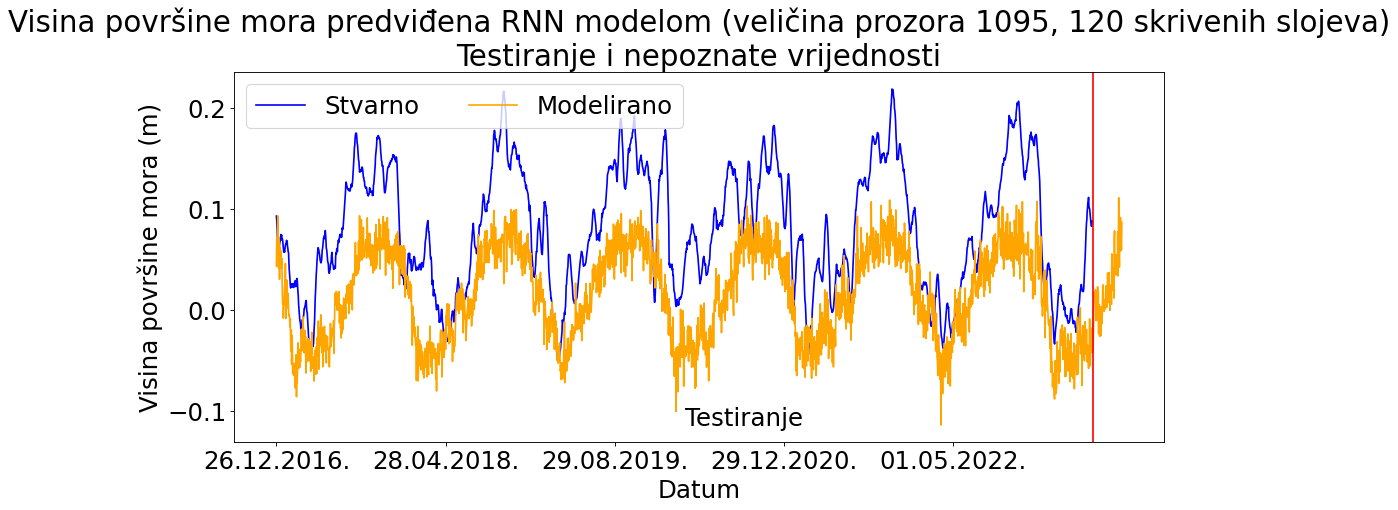 Visina površine mora predviđena RNN modelom (veličina prozora 1095, 120 skrivenih slojeva)
Testiranje i nepoznate vrijednosti
Stvarno Modelirano
Visina površine mora (m)
0.2
0.1
0.0
−0.1
Testiranje
26.12.2016. 28.04.2018. 29.08.2019. 29.12.2020. 01.05.2022.
Datum